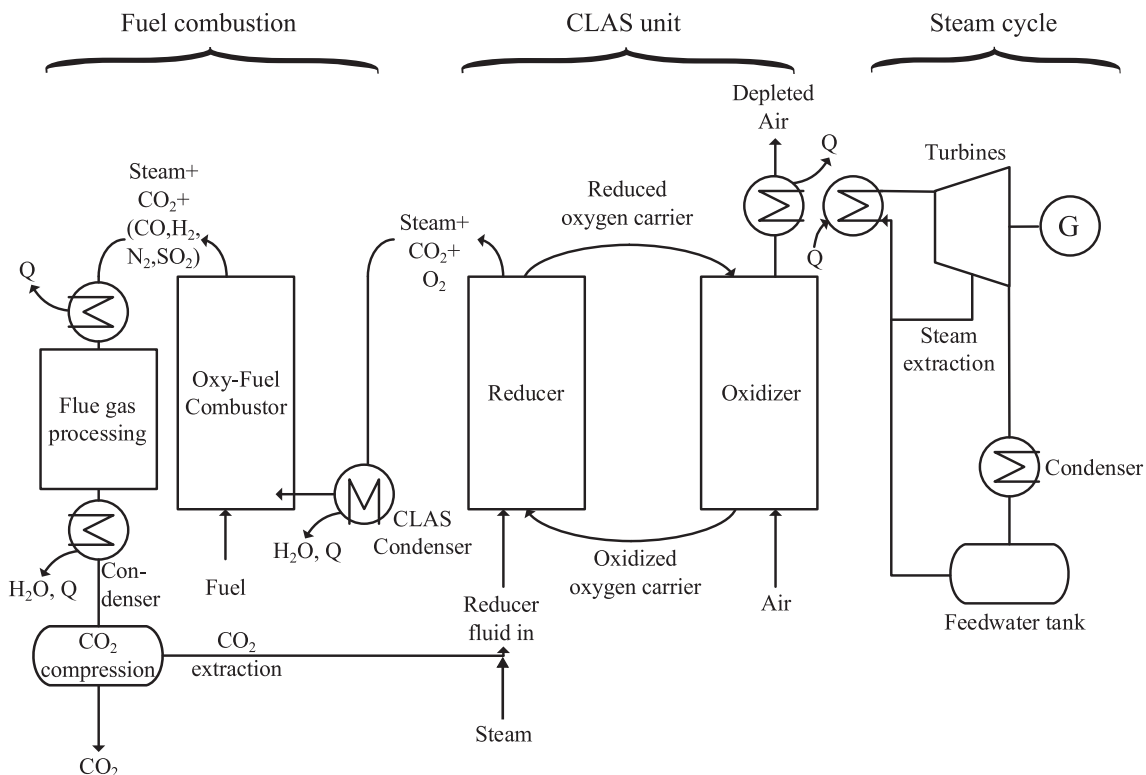 Fuel combustion
CLAS unit
Steam cycle
Depleted
Air
Q
Turbines
Steam+
CO₂+
(CO,H₂,
N₂,SO₂)
Q
Steam+
CO₂+
O₂
Reduced
oxygen carrier
Q
G
Steam
extraction
Flue gas
processing
Oxy-Fuel
Combustor
Reducer
Oxidizer
Condenser
CLAS
Condenser
H₂O, Q
Oxidized
oxygen carrier
H₂O, Q
Con-
denser
Fuel
Reducer
fluid in
Air
Feedwater tank
CO₂
compression
CO₂
extraction
Steam
CO₂